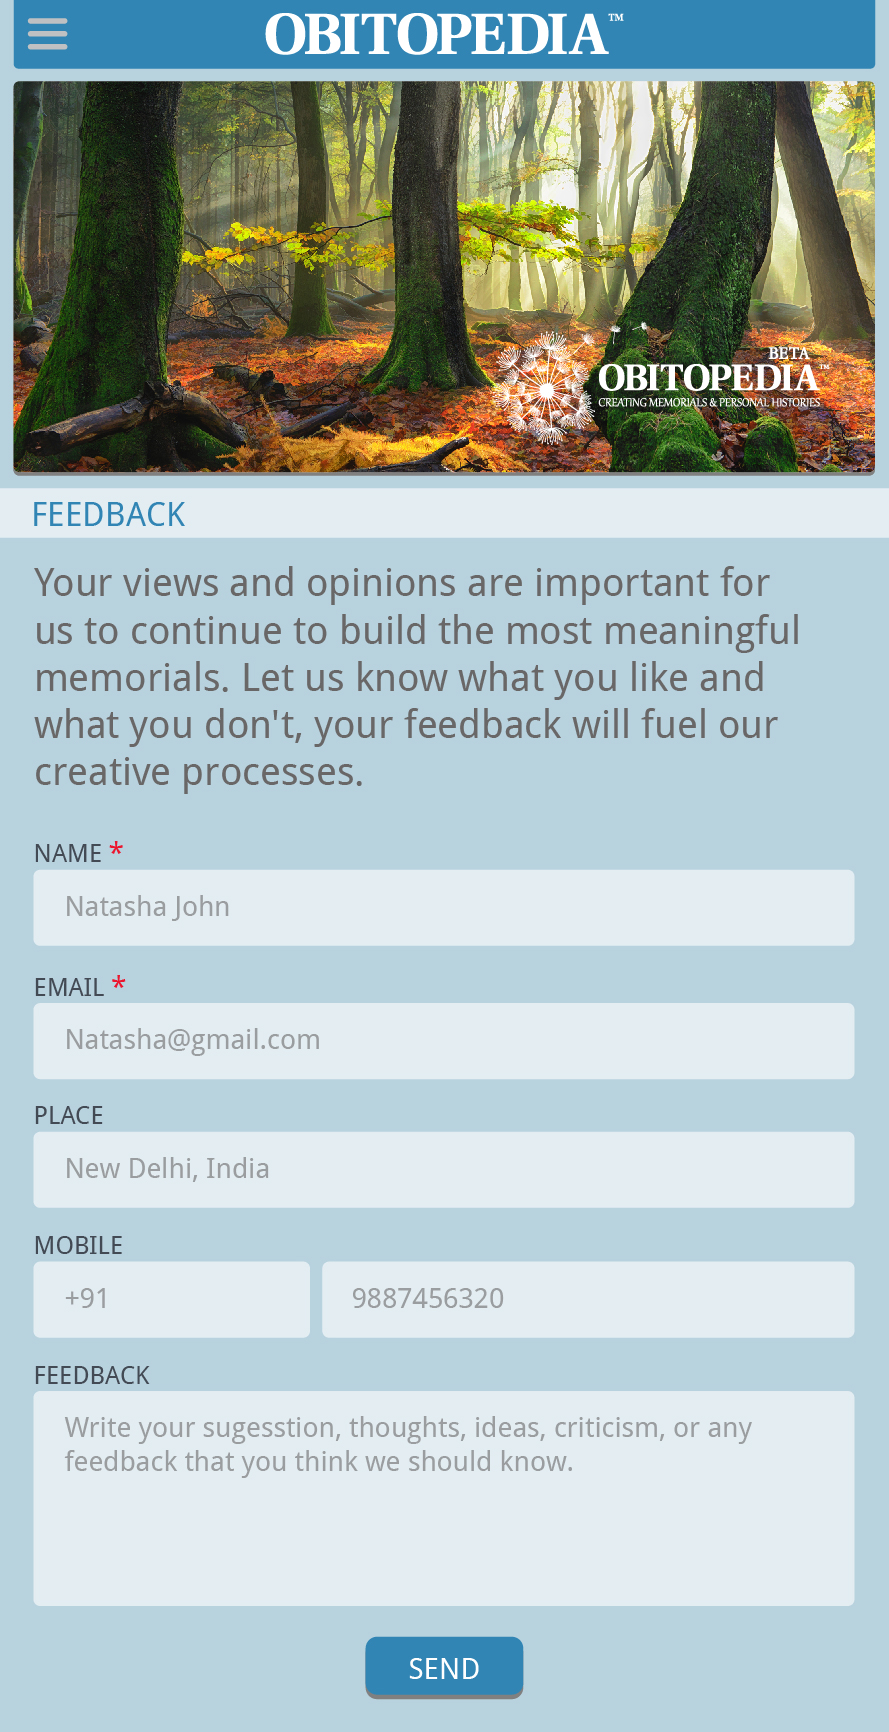 OBITOPEDIA™
BETA
OBITOPEDIA™
CREATING MEMORIALS & PERSONAL HISTORIES
FEEDBACK
Your views and opinions are important for
us to continue to build the most meaningful
memorials. Let us know what you like and
what you don't, your feedback will fuel our
creative processes.
NAME *
Natasha John
EMAIL *
Natasha@gmail.com
PLACE
New Delhi, India
MOBILE
+91 9887456320
FEEDBACK
Write your sugesstion, thoughts, ideas, criticism, or any
feedback that you think we should know.
SEND